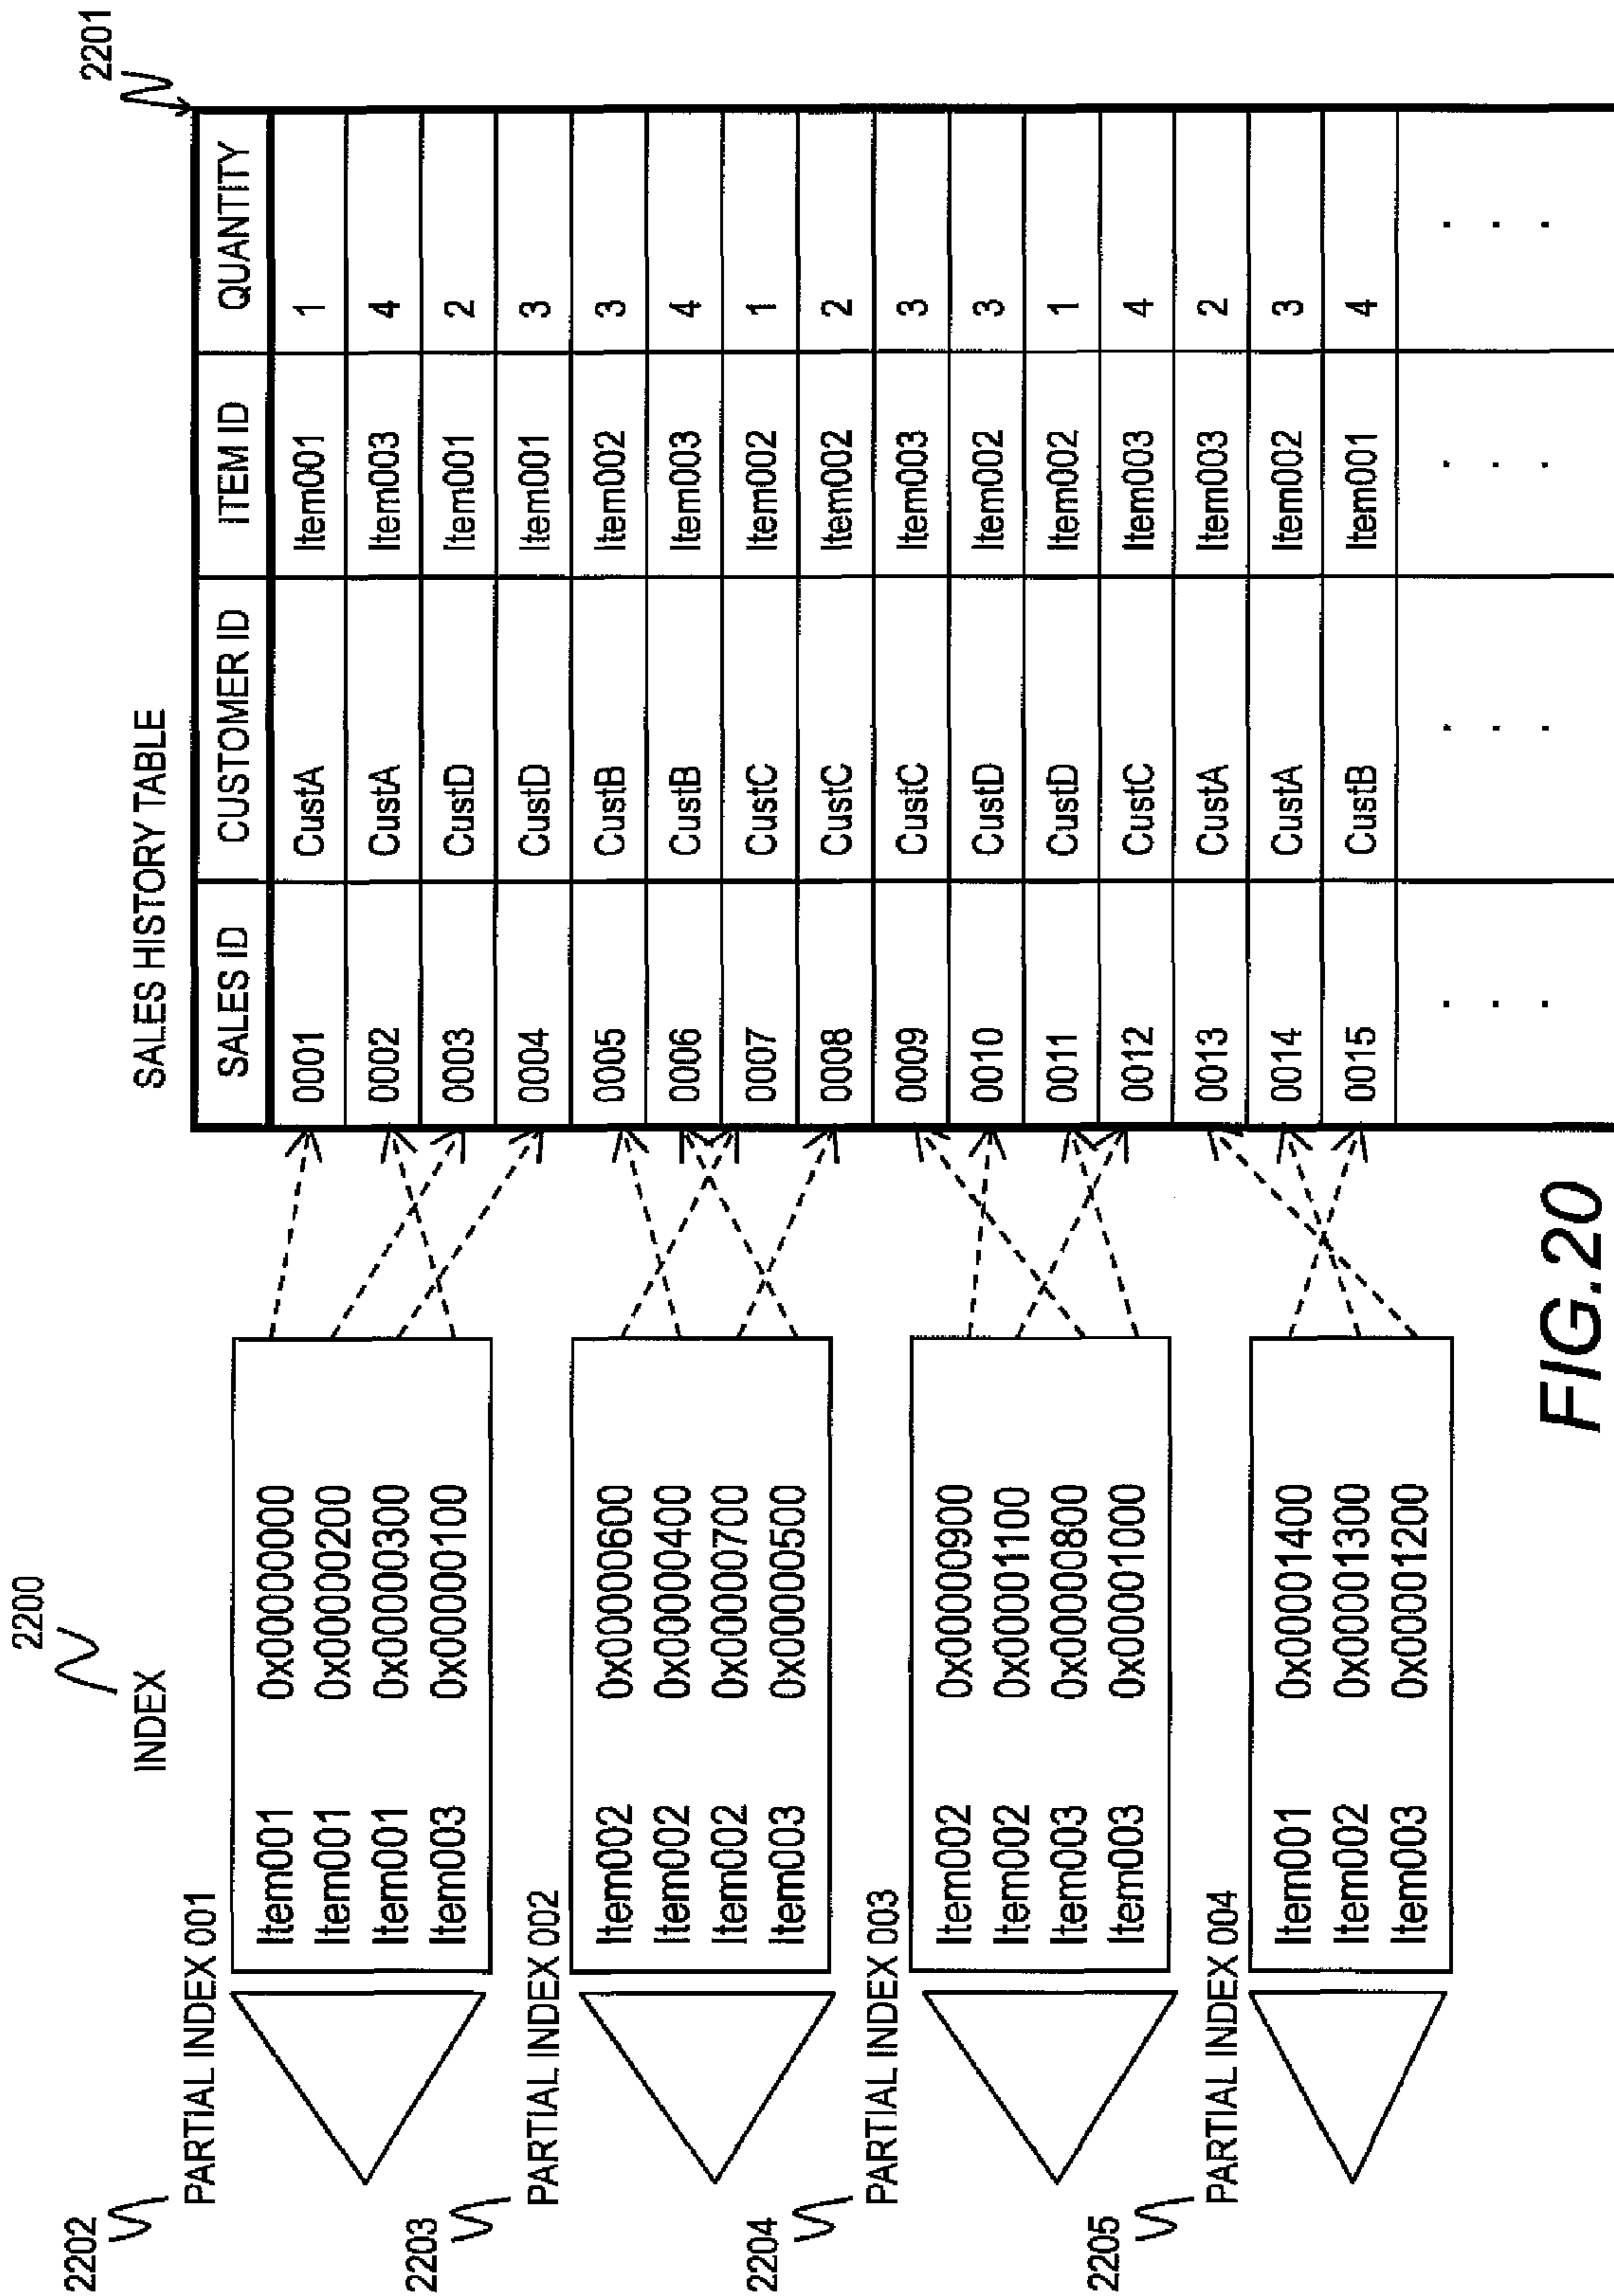 2200
INDEX
2202
PARTIAL INDEX 001
Item001 0x00000000
Item001 0x00000200
Item001 0x00000300
Item003 0x00000100
2203
PARTIAL INDEX 002
Item002 0x00000600
Item002 0x00000400
Item002 0x00000700
Item003 0x00000500
2204
PARTIAL INDEX 003
Item002 0x00000900
Item002 0x00001100
Item003 0x00000800
Item003 0x00001000
2205
PARTIAL INDEX 004
Item001 0x00001400
Item002 0x00001300
Item003 0x00001200
SALES HISTORY TABLE
2201
SALES ID CUSTOMER ID ITEM ID QUANTITY
0001 CustA Item001 1
0002 CustA Item003 4
0003 CustD Item001 2
0004 CustD Item001 3
0005 CustB Item002 3
0006 CustB Item003 4
0007 CustC Item002 1
0008 CustC Item002 2
0009 CustC Item003 3
0010 CustD Item002 3
0011 CustD Item002 1
0012 CustC Item003 4
0013 CustA Item003 2
0014 CustA Item002 3
0015 CustB Item001 4
. . . .
. . . .
. . . .
FIG.20